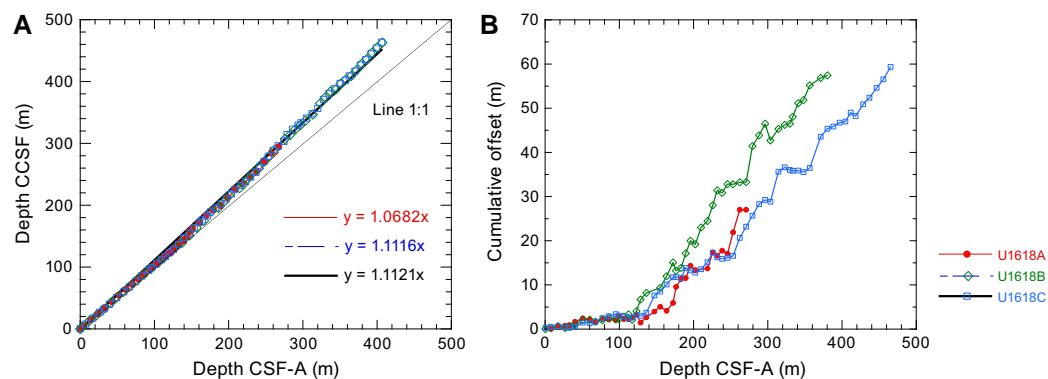 A
500
400
300
200
100
0
Depth CCSF (m)
Line 1:1
y = 1.0682x
y = 1.1116x
y = 1.1121x
0
100
200
300
400
500
Depth CSF-A (m)
B
70
60
50
40
30
20
10
0
Cumulative offset (m)
0
100
200
300
400
500
Depth CSF-A (m)
U1618A
U1618B
U1618C